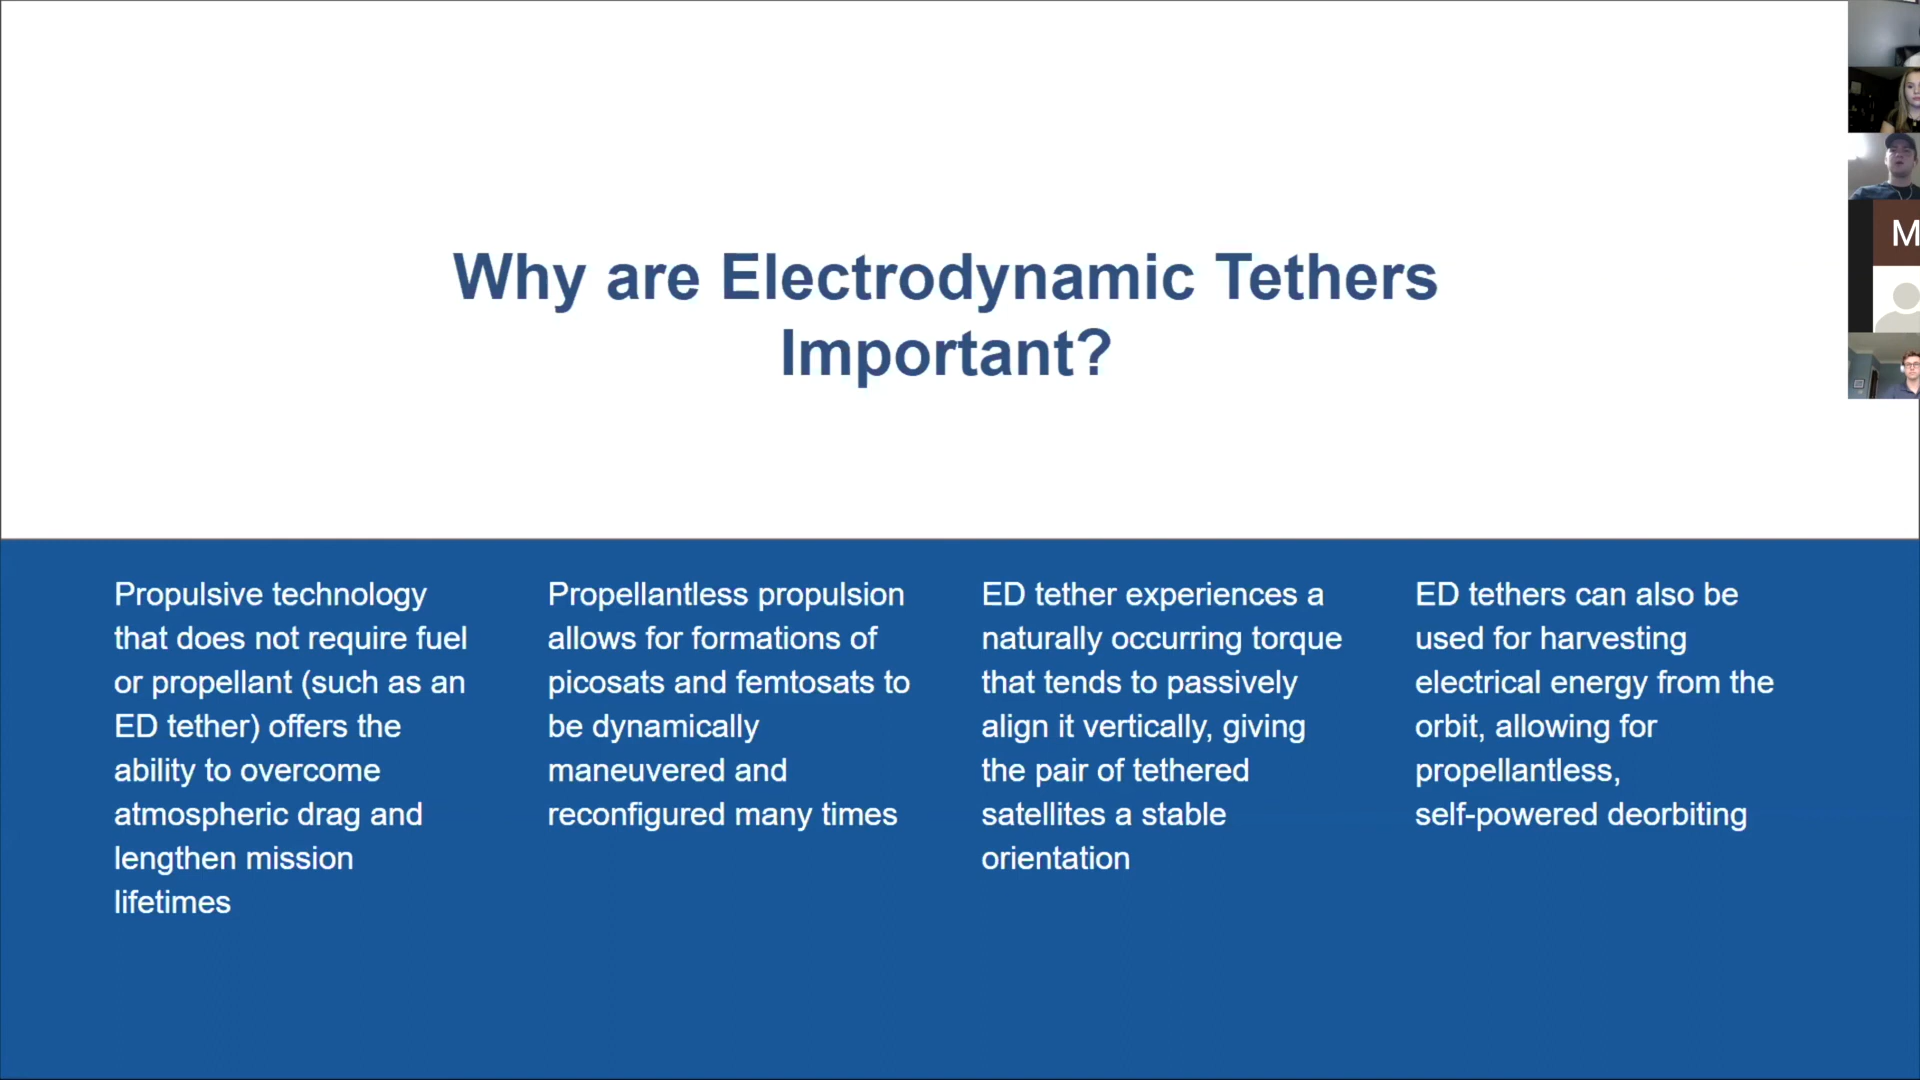 Why are Electrodynamic Tethers
Important?
Propulsive technology
that does not require fuel
or propellant (such as an
ED tether) offers the
ability to overcome
atmospheric drag and
lengthen mission
lifetimes
Propellantless propulsion
allows for formations of
picosats and femtosats to
be dynamically
maneuvered and
reconfigured many times
ED tether experiences a
naturally occurring torque
that tends to passively
align it vertically, giving
the pair of tethered
satellites a stable
orientation
ED tethers can also be
used for harvesting
electrical energy from the
orbit, allowing for
propellantless,
self-powered deorbiting
M